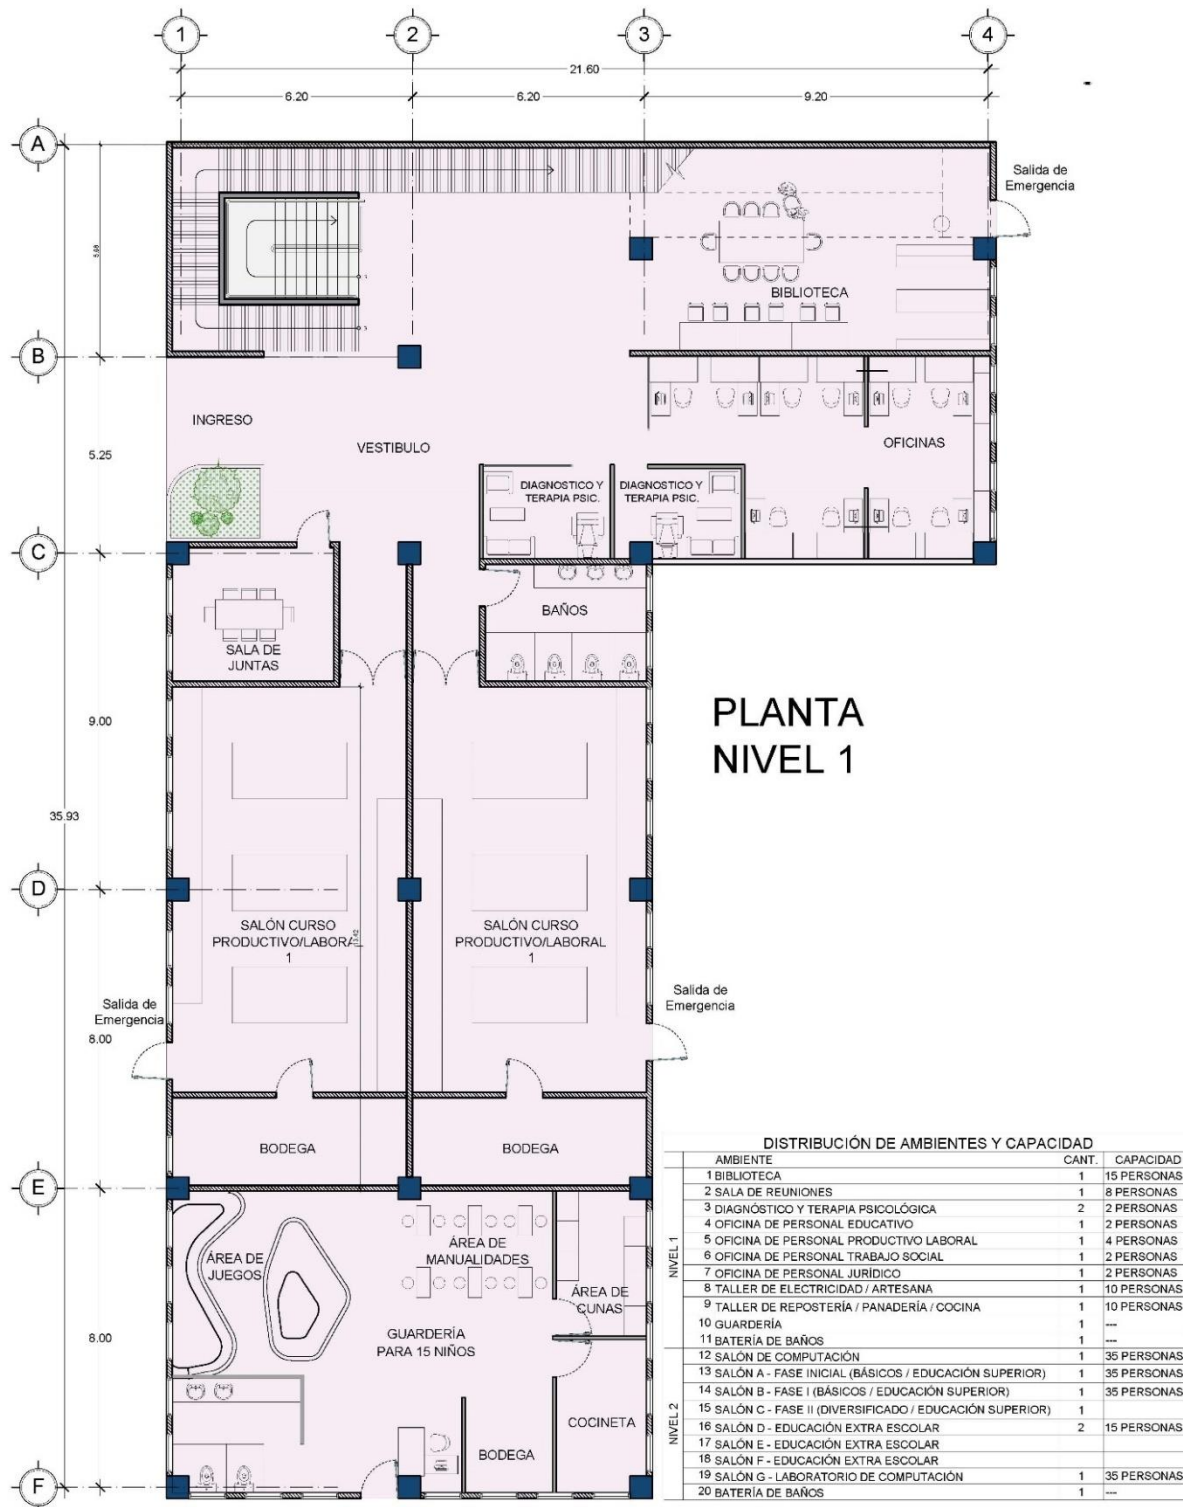 1
2
3
4
21.60
6.20
6.20
9.20
A
Salida de
Emergencia
5.68
BIBLIOTECA
B
INGRESO
VESTIBULO
OFICINAS
5.25
DIAGNOSTICO Y
TERAPIA PSIC.
DIAGNOSTICO Y
TERAPIA PSIC.
C
BAÑOS
SALA DE
JUNTAS
PLANTA
NIVEL 1
9.00
35.93
D
SALÓN CURSO
PRODUCTIVO/LABORAL
1
SALÓN CURSO
PRODUCTIVO/LABORAL
1
Salida de
Emergencia
Salida de
Emergencia
8.00
BODEGA
BODEGA
E
ÁREA DE
JUEGOS
ÁREA DE
MANUALIDADES
ÁREA DE
CUNAS
8.00
GUARDERÍA
PARA 15 NIÑOS
COCINETA
BODEGA
F
DISTRIBUCIÓN DE AMBIENTES Y CAPACIDAD
AMBIENTE CANT. CAPACIDAD
NIVEL 1
1 BIBLIOTECA 1 15 PERSONAS
2 SALA DE REUNIONES 1 8 PERSONAS
3 DIAGNÓSTICO Y TERAPIA PSICOLÓGICA 2 2 PERSONAS
4 OFICINA DE PERSONAL EDUCATIVO 1 2 PERSONAS
5 OFICINA DE PERSONAL PRODUCTIVO LABORAL 1 4 PERSONAS
6 OFICINA DE PERSONAL TRABAJO SOCIAL 1 2 PERSONAS
7 OFICINA DE PERSONAL JURÍDICO 1 2 PERSONAS
8 TALLER DE ELECTRICIDAD / ARTESANA 1 10 PERSONAS
9 TALLER DE REPOSTERÍA / PANADERÍA / COCINA 1 10 PERSONAS
10 GUARDERÍA 1 ---
11 BATERÍA DE BAÑOS 1 ---
NIVEL 2
12 SALÓN DE COMPUTACIÓN 1 35 PERSONAS
13 SALÓN A - FASE INICIAL (BÁSICOS / EDUCACIÓN SUPERIOR) 1 35 PERSONAS
14 SALÓN B - FASE I (BÁSICOS / EDUCACIÓN SUPERIOR) 1 35 PERSONAS
15 SALÓN C - FASE II (DIVERSIFICADO / EDUCACIÓN SUPERIOR) 1
16 SALÓN D - EDUCACIÓN EXTRA ESCOLAR 2 15 PERSONAS
17 SALÓN E - EDUCACIÓN EXTRA ESCOLAR
18 SALÓN F - EDUCACIÓN EXTRA ESCOLAR
19 SALÓN G - LABORATORIO DE COMPUTACIÓN 1 35 PERSONAS
20 BATERÍA DE BAÑOS 1 ---